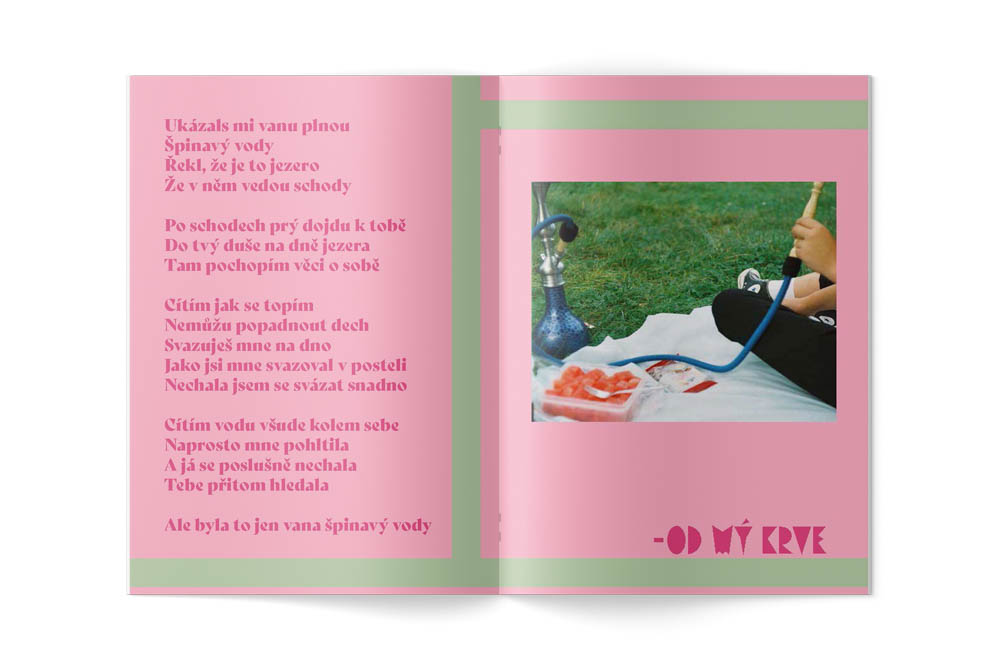 Ukázals mi vanu plnou
Špinavý vody
Řekl, že je to jezero
Že v něm vedou schody
Po schodech prý dojdu k tobě
Do tvý duše na dně jezera
Tam pochopím věci o sobě
Cítím jak se topím
Nemůžu popadnout dech
Svazuješ mne na dno
Jako jsi mne svazoval v posteli
Nechala jsem se svázat snadno
Cítím vodu všude kolem sebe
Naprosto mne pohltila
A já se poslušně nechala
Tebe přitom hledala
Ale byla to jen vana špinavý vody
-OD MÝ KRVE